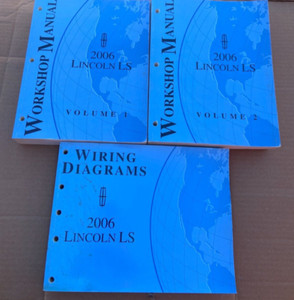 WORKSHOP MANUAL
2006
LINCOLN LS
VOLUME 1
WORKSHOP MANUAL
2006
LINCOLN LS
VOLUME 2
WIRING
DIAGRAMS
2006
LINCOLN LS